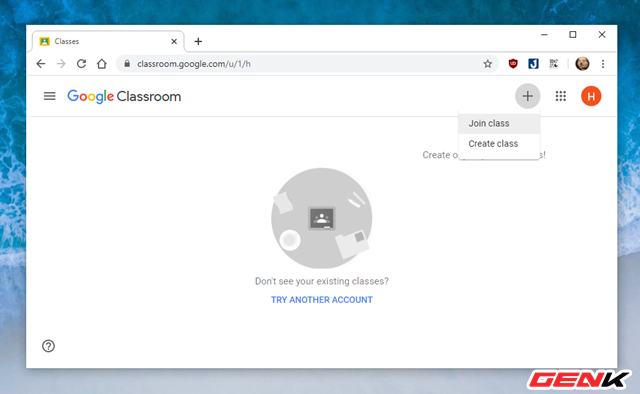 Classes
classroom.google.com/u/1/h
Google Classroom
H
Join class
Create class
Create o
Don't see your existing classes?
TRY ANOTHER ACCOUNT
GENK